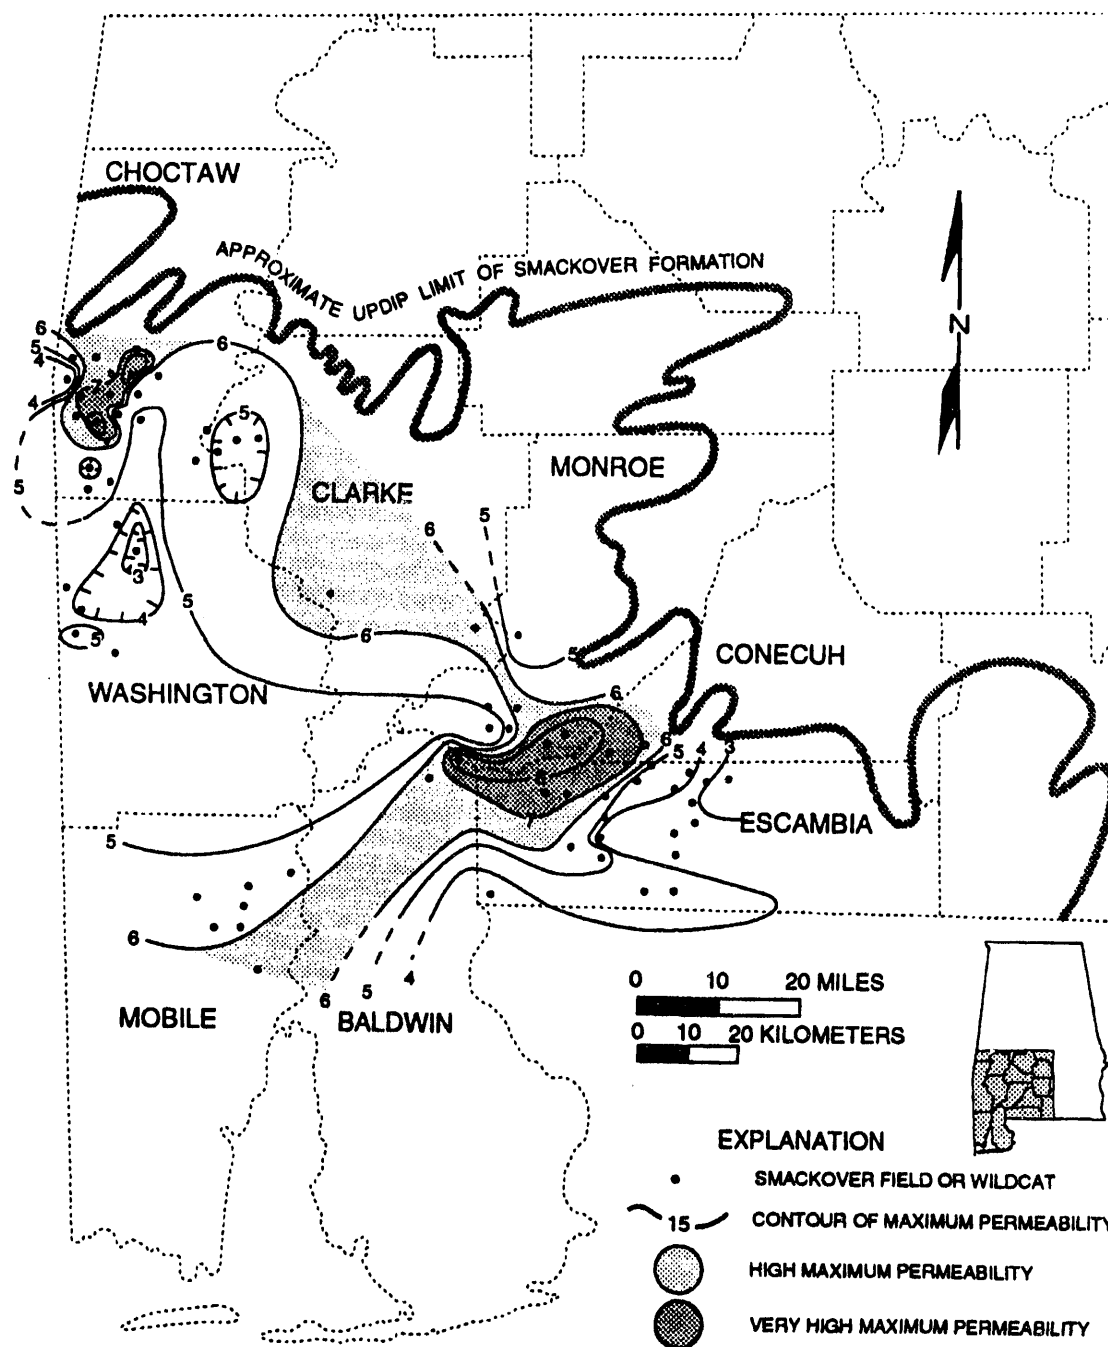 CHOCTAW
APPROXIMATE UPDIP LIMIT OF SMACKOVER FORMATION
N
6
5
4
4
7
6
5
5
CLARKE
MONROE
6
5
3
4
5
5
6
5
CONECUH
WASHINGTON
6
6
5
4
3
8
7
ESCAMBIA
5
6
6
5
4
MOBILE
BALDWIN
0 10 20 MILES
0 10 20 KILOMETERS
EXPLANATION
SMACKOVER FIELD OR WILDCAT
15 CONTOUR OF MAXIMUM PERMEABILITY
HIGH MAXIMUM PERMEABILITY
VERY HIGH MAXIMUM PERMEABILITY